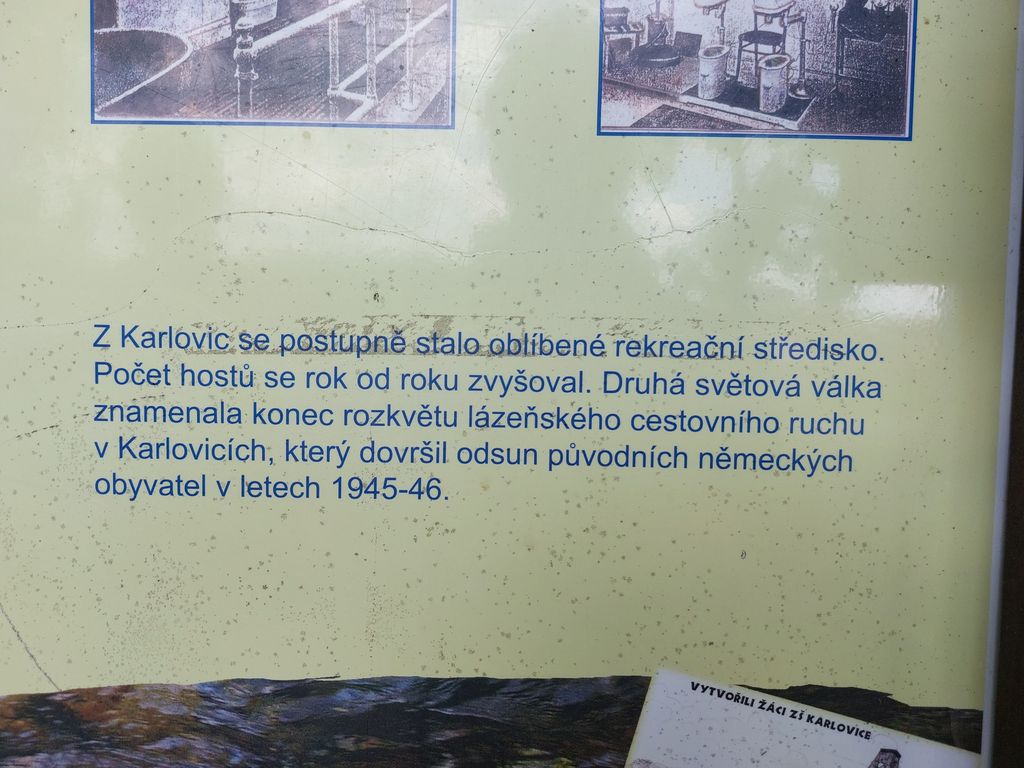 Z Karlovic se postupně stalo oblíbené rekreační středisko.
Počet hostů se rok od roku zvyšoval. Druhá světová válka
znamenala konec rozkvětu lázeňského cestovního ruchu
v Karlovicích, který dovršil odsun původních německých
obyvatel v letech 1945-46.
VYTVOŘILI ŽÁCI ZŠ KARLOVICE